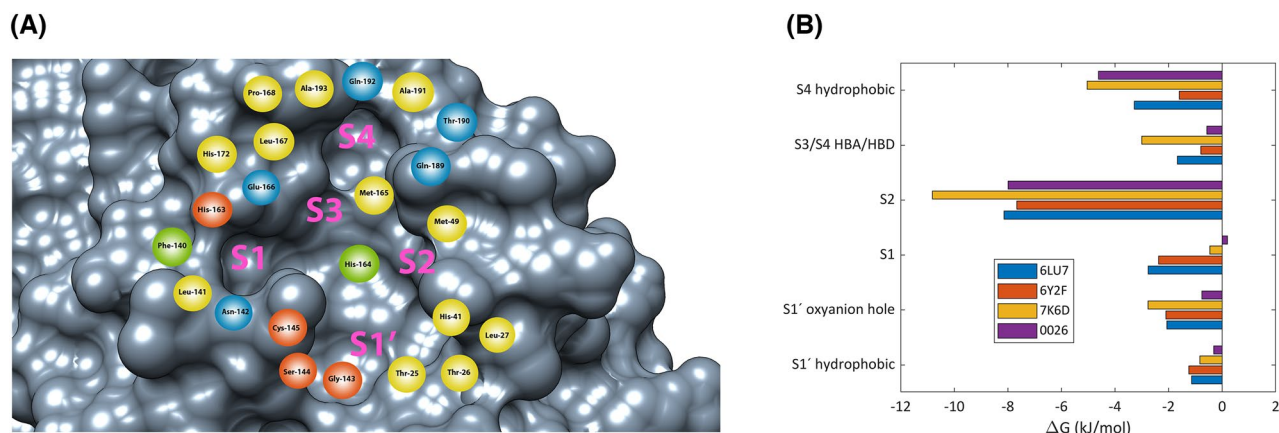 (A)
(B)
Gln-192
Ala-193
Ala-191
Pro-168
Thr-190
S4
Leu-167
His-172
Gln-189
Glu-166
Met-165
His-163
S3
Met-49
Phe-140
S1
His-164
S2
Leu-141
Asn-142
His-41
Cys-145
Leu-27
S1′
Ser-144
Gly-143
Thr-25
Thr-26
S4 hydrophobic
S3/S4 HBA/HBD
S2
S1
S1´ oxyanion hole
S1´ hydrophobic
6LU7
6Y2F
7K6D
0026
-12 -10 -8 -6 -4 -2 0 2
ΔG (kJ/mol)